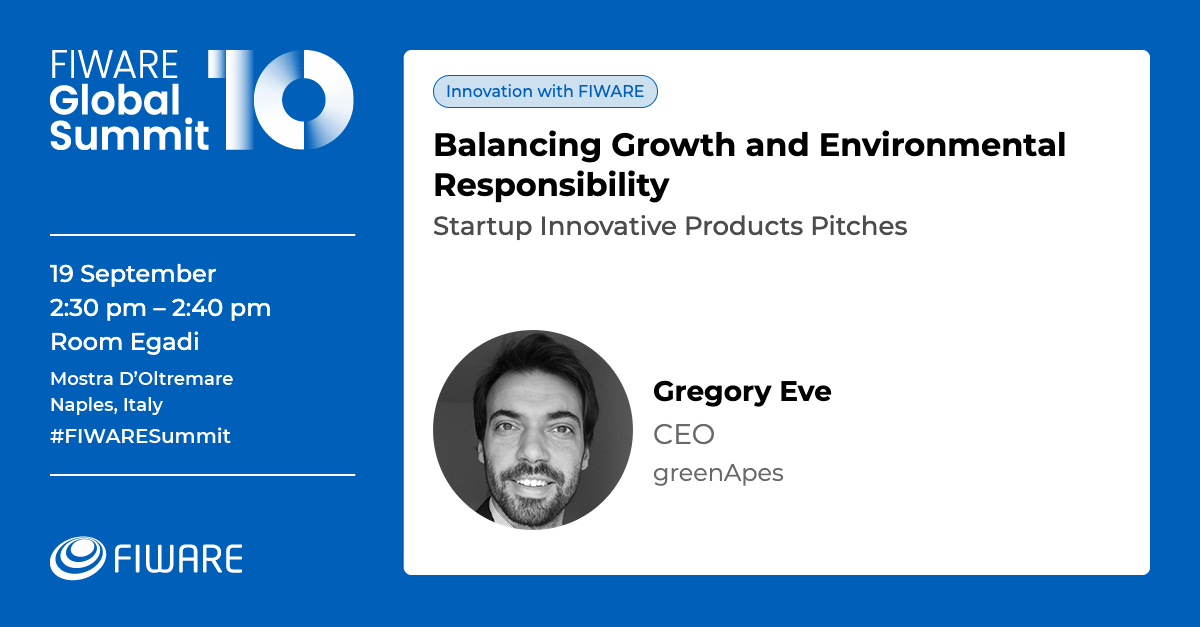 FIWARE
Global
Summit
10
19 September
2:30 pm – 2:40 pm
Room Egadi
Mostra D’Oltremare
Naples, Italy
#FIWARESummit
FIWARE
Innovation with FIWARE
Balancing Growth and Environmental
Responsibility
Startup Innovative Products Pitches
Gregory Eve
CEO
greenApes